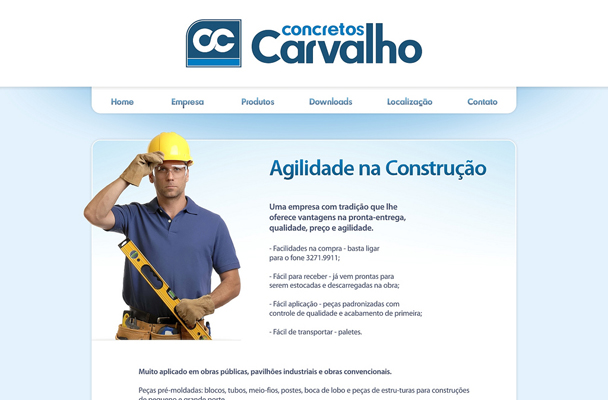 concretos
Carvalho
Home Empresa Produtos Downloads Localização Contato
Agilidade na Construção
Uma empresa com tradição que lhe
oferece vantagens na pronta-entrega,
qualidade, preço e agilidade.
- Facilidades na compra - basta ligar
para o fone 3271.9911;
- Fácil para receber - já vem prontas para
serem estocadas e descarregadas na obra;
- Fácil aplicação - peças padronizadas com
controle de qualidade e acabamento de primeira;
- Fácil de transportar - paletes.
Muito aplicado em obras públicas, pavilhões industriais e obras convencionais.
Peças pré-moldadas: blocos, tubos, meio-fios, postes, boca de lobo e peças de estru-turas para construções
de pequeno e grande porte.